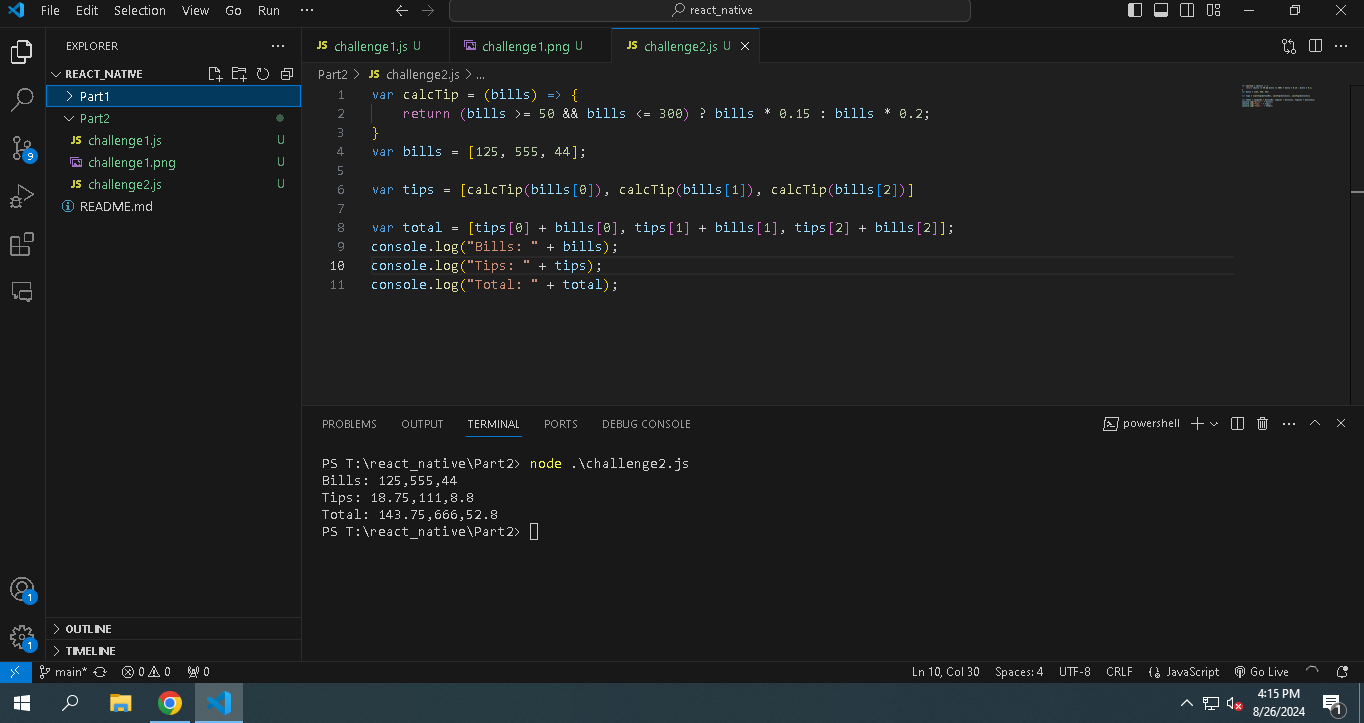 File Edit Selection View Go Run ··· react_native
EXPLORER ···
REACT_NATIVE
Part1
Part2
challenge1.js U
challenge1.png U
challenge2.js U
README.md
OUTLINE
TIMELINE
9
1
1
challenge1.js U challenge1.png U challenge2.js U
Part2 > challenge2.js > ...
1 var calcTip = (bills) => {
2 return (bills >= 50 && bills <= 300) ? bills * 0.15 : bills * 0.2;
3 }
4 var bills = [125, 555, 44];
5
6 var tips = [calcTip(bills[0]), calcTip(bills[1]), calcTip(bills[2])]
7
8 var total = [tips[0] + bills[0], tips[1] + bills[1], tips[2] + bills[2]];
9 console.log("Bills: " + bills);
10 console.log("Tips: " + tips);
11 console.log("Total: " + total);
PROBLEMS OUTPUT TERMINAL PORTS DEBUG CONSOLE powershell
PS T:\react_native\Part2> node .\challenge2.js
Bills: 125,555,44
Tips: 18.75,111,8.8
Total: 143.75,666,52.8
PS T:\react_native\Part2>
main* 0 0 0 Ln 10, Col 30 Spaces: 4 UTF-8 CRLF JavaScript Go Live
4:15 PM
8/26/2024
1